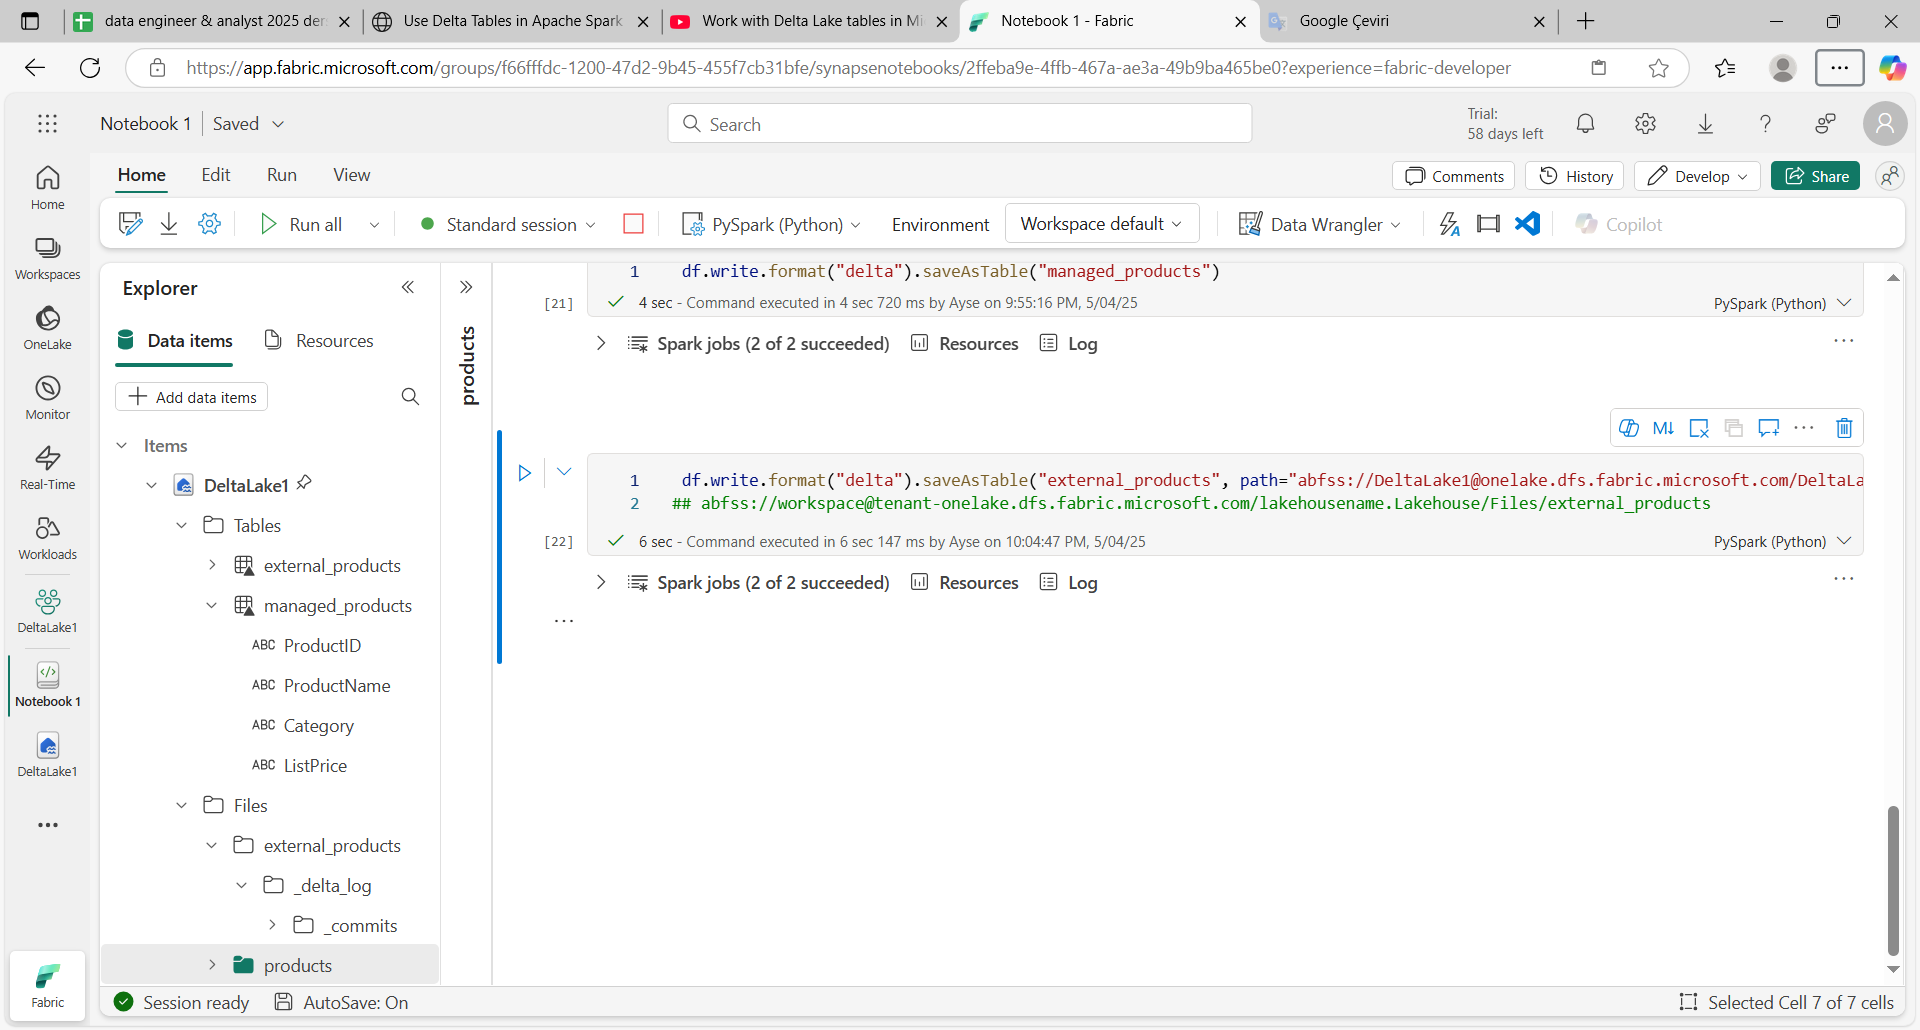 data engineer & analyst 2025 der
Use Delta Tables in Apache Spark
Work with Delta Lake tables in Mi
Notebook 1 - Fabric
Google Çeviri
https://app.fabric.microsoft.com/groups/f66fffdc-1200-47d2-9b45-455f7cb31bfe/synapsenotebooks/2ffeba9e-4ffb-467a-ae3a-49b9ba465be0?experience=fabric-developer
Notebook 1
Saved
Search
Trial:
58 days left
Home
Edit
Run
View
Comments
History
Develop
Share
Run all
Standard session
PySpark (Python)
Environment
Workspace default
Data Wrangler
Copilot
Home
Workspaces
OneLake
Monitor
Real-Time
Workloads
DeltaLake1
Notebook 1
DeltaLake1
Fabric
Explorer
Data items
Resources
Add data items
Items
DeltaLake1
Tables
external_products
managed_products
ABC ProductID
ABC ProductName
ABC Category
ABC ListPrice
Files
external_products
_delta_log
_commits
products
products
1 df.write.format("delta").saveAsTable("managed_products")
[21] 4 sec - Command executed in 4 sec 720 ms by Ayse on 9:55:16 PM, 5/04/25 PySpark (Python)
Spark jobs (2 of 2 succeeded) Resources Log
M↓
1 df.write.format("delta").saveAsTable("external_products", path="abfss://DeltaLake1@onelake.dfs.fabric.microsoft.com/DeltaLa
2 ## abfss://workspace@tenant-onelake.dfs.fabric.microsoft.com/lakehousename.Lakehouse/Files/external_products
[22] 6 sec - Command executed in 6 sec 147 ms by Ayse on 10:04:47 PM, 5/04/25 PySpark (Python)
Spark jobs (2 of 2 succeeded) Resources Log
Session ready
AutoSave: On
Selected Cell 7 of 7 cells